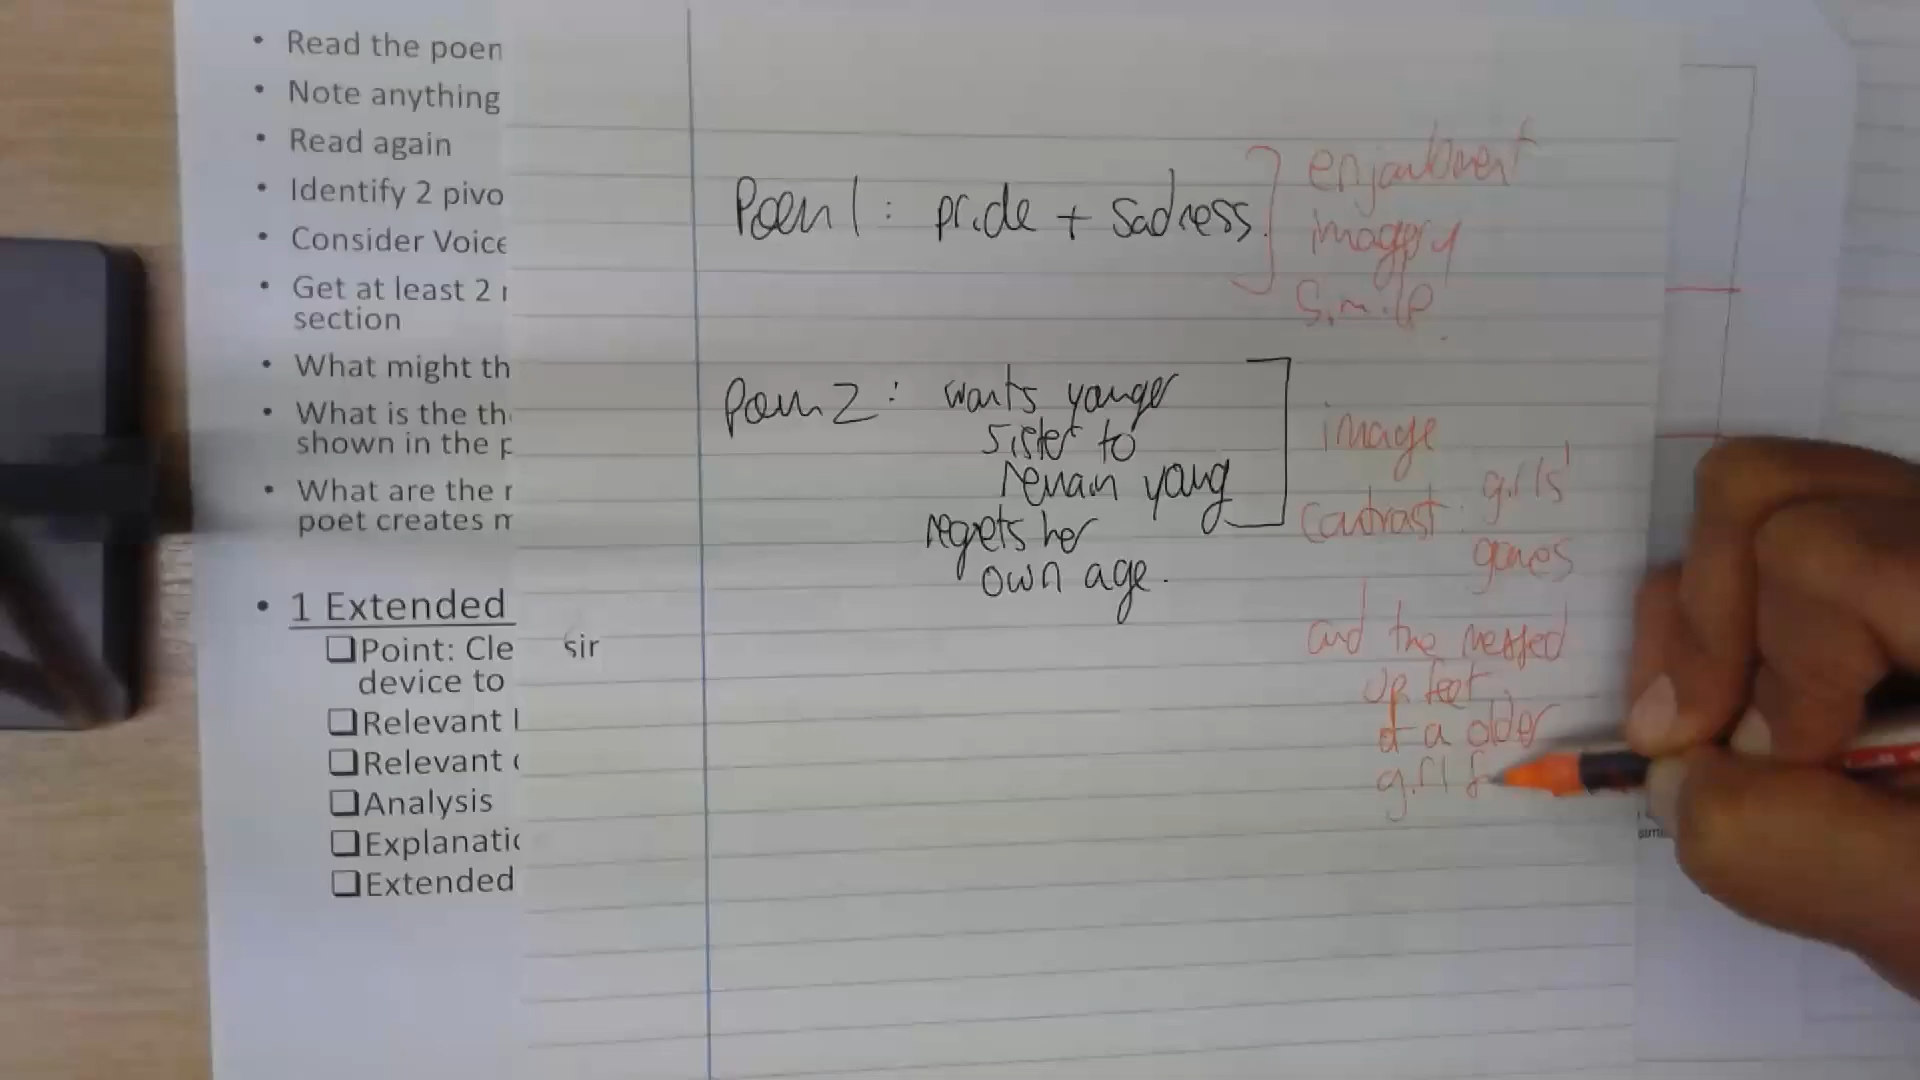 Read the poem
Note anything
Read again
Identify 2 pivo
Consider Voice
Get at least 2
section
What might th
What is the th
shown in the p
What are the r
poet creates m
1 Extended
Point: Cle
device to
Relevant
Relevant
Analysis
Explanatic
Extended
sir
Poem 1: pride + sadness.
enjambment
imagery
simile
Poem 2: wants younger
sister to
remain young
regrets her
own age.
image
contrast: girls'
games
and the messed
up feet
of a older
girl